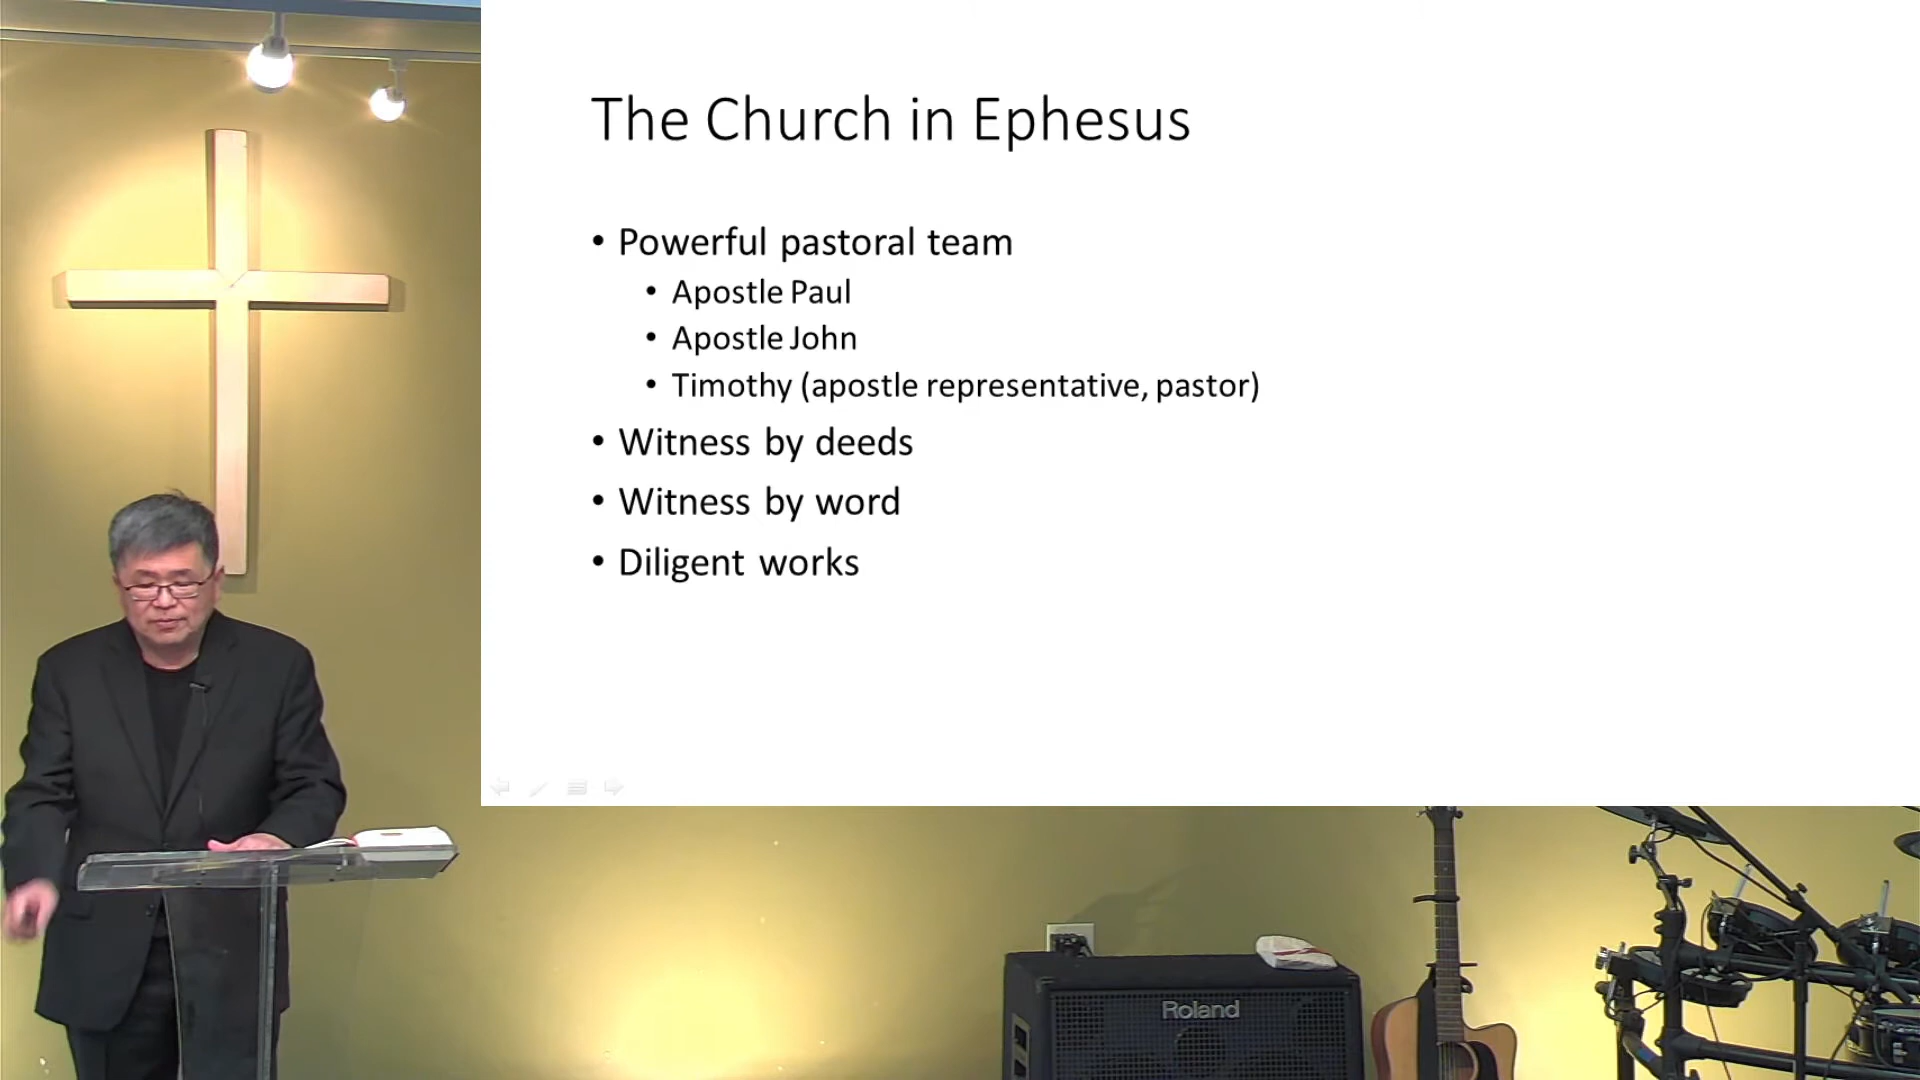 The Church in Ephesus
• Powerful pastoral team
• Apostle Paul
• Apostle John
• Timothy (apostle representative, pastor)
• Witness by deeds
• Witness by word
• Diligent works
Roland